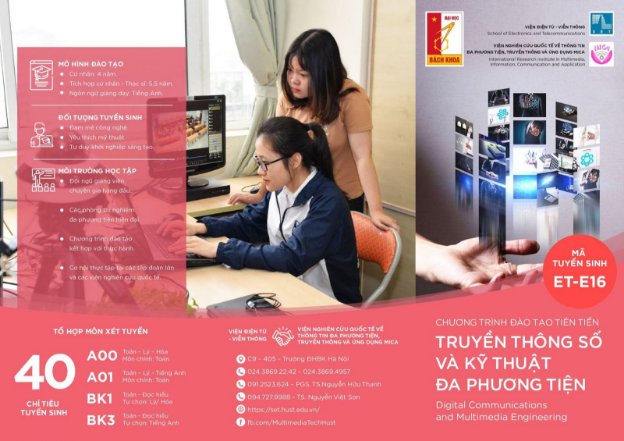 MÔ HÌNH ĐÀO TẠO
Cử nhân: 4 năm.
Tích hợp cử nhân - Thạc sĩ: 5,5 năm.
Ngôn ngữ giảng dạy: Tiếng Anh.
ĐỐI TƯỢNG TUYỂN SINH
Đam mê công nghệ
Yêu thích mỹ thuật
Tư duy khởi nghiệp sáng tạo.
MÔI TRƯỜNG HỌC TẬP
Đội ngũ giảng viên
chuyên gia hàng đầu.
Các phòng thí nghiệm
đa phương tiện hiện đại.
Chương trình đào tạo
kết hợp với thực hành.
Cơ hội thực tập tại các tập đoàn lớn
và các viện nghiên cứu quốc tế.
TỔ HỢP MÔN XÉT TUYỂN
40
CHỈ TIÊU
TUYỂN SINH
A00
Toán - Lý - Hóa
Môn chính: Toán
A01
Toán - Lý - Tiếng Anh
Môn chính: Toán
BK1
Toán - Đọc hiểu
Tự chọn: Lý/ Hóa
BK3
Toán - Đọc hiểu
Tự chọn: Tiếng Anh
VIỆN ĐIỆN TỬ
- VIỄN THÔNG
VIỆN NGHIÊN CỨU QUỐC TẾ VỀ
THÔNG TIN ĐA PHƯƠNG TIỆN,
TRUYỀN THÔNG VÀ ỨNG DỤNG MICA
C9 - 405 - Trường ĐHBK Hà Nội
024.3869.22.42 - 024.3869.4957
091.2523.624 - PGS. TS.Nguyễn Hữu Thanh
094.727.9988 - TS. Nguyễn Việt Sơn
https://set.hust.edu.vn/
fb.com/MultimediaTechHust
ĐẠI HỌC
BÁCH KHOA
VIỆN ĐIỆN TỬ - VIỄN THÔNG
School of Electronics and Telecommunications
SET
VIỆN NGHIÊN CỨU QUỐC TẾ VỀ THÔNG TIN
ĐA PHƯƠNG TIỆN, TRUYỀN THÔNG VÀ ỨNG DỤNG MICA
International Research Institute in Multimedia,
Information, Communication and Application
MICA
MÃ
TUYỂN SINH
ET-E16
CHƯƠNG TRÌNH ĐÀO TẠO TIÊN TIẾN
TRUYỀN THÔNG SỐ
VÀ KỸ THUẬT
ĐA PHƯƠNG TIỆN
Digital Communications
and Multimedia Engineering